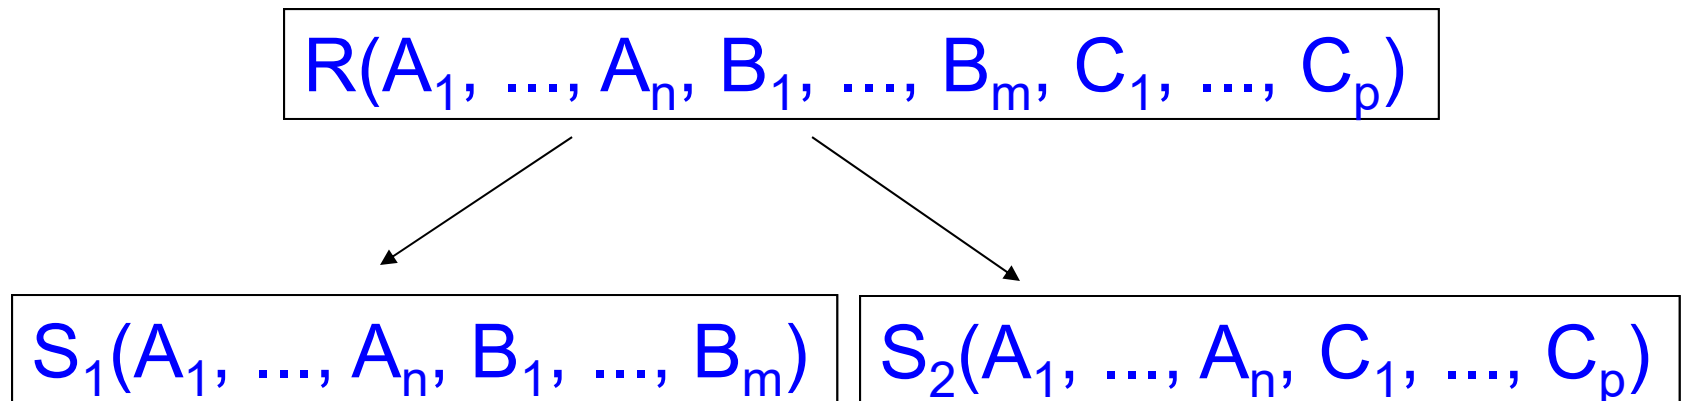 R(A₁, ..., Aₙ, B₁, ..., Bₘ, C₁, ..., Cₚ)
S₁(A₁, ..., Aₙ, B₁, ..., Bₘ)
S₂(A₁, ..., Aₙ, C₁, ..., Cₚ)